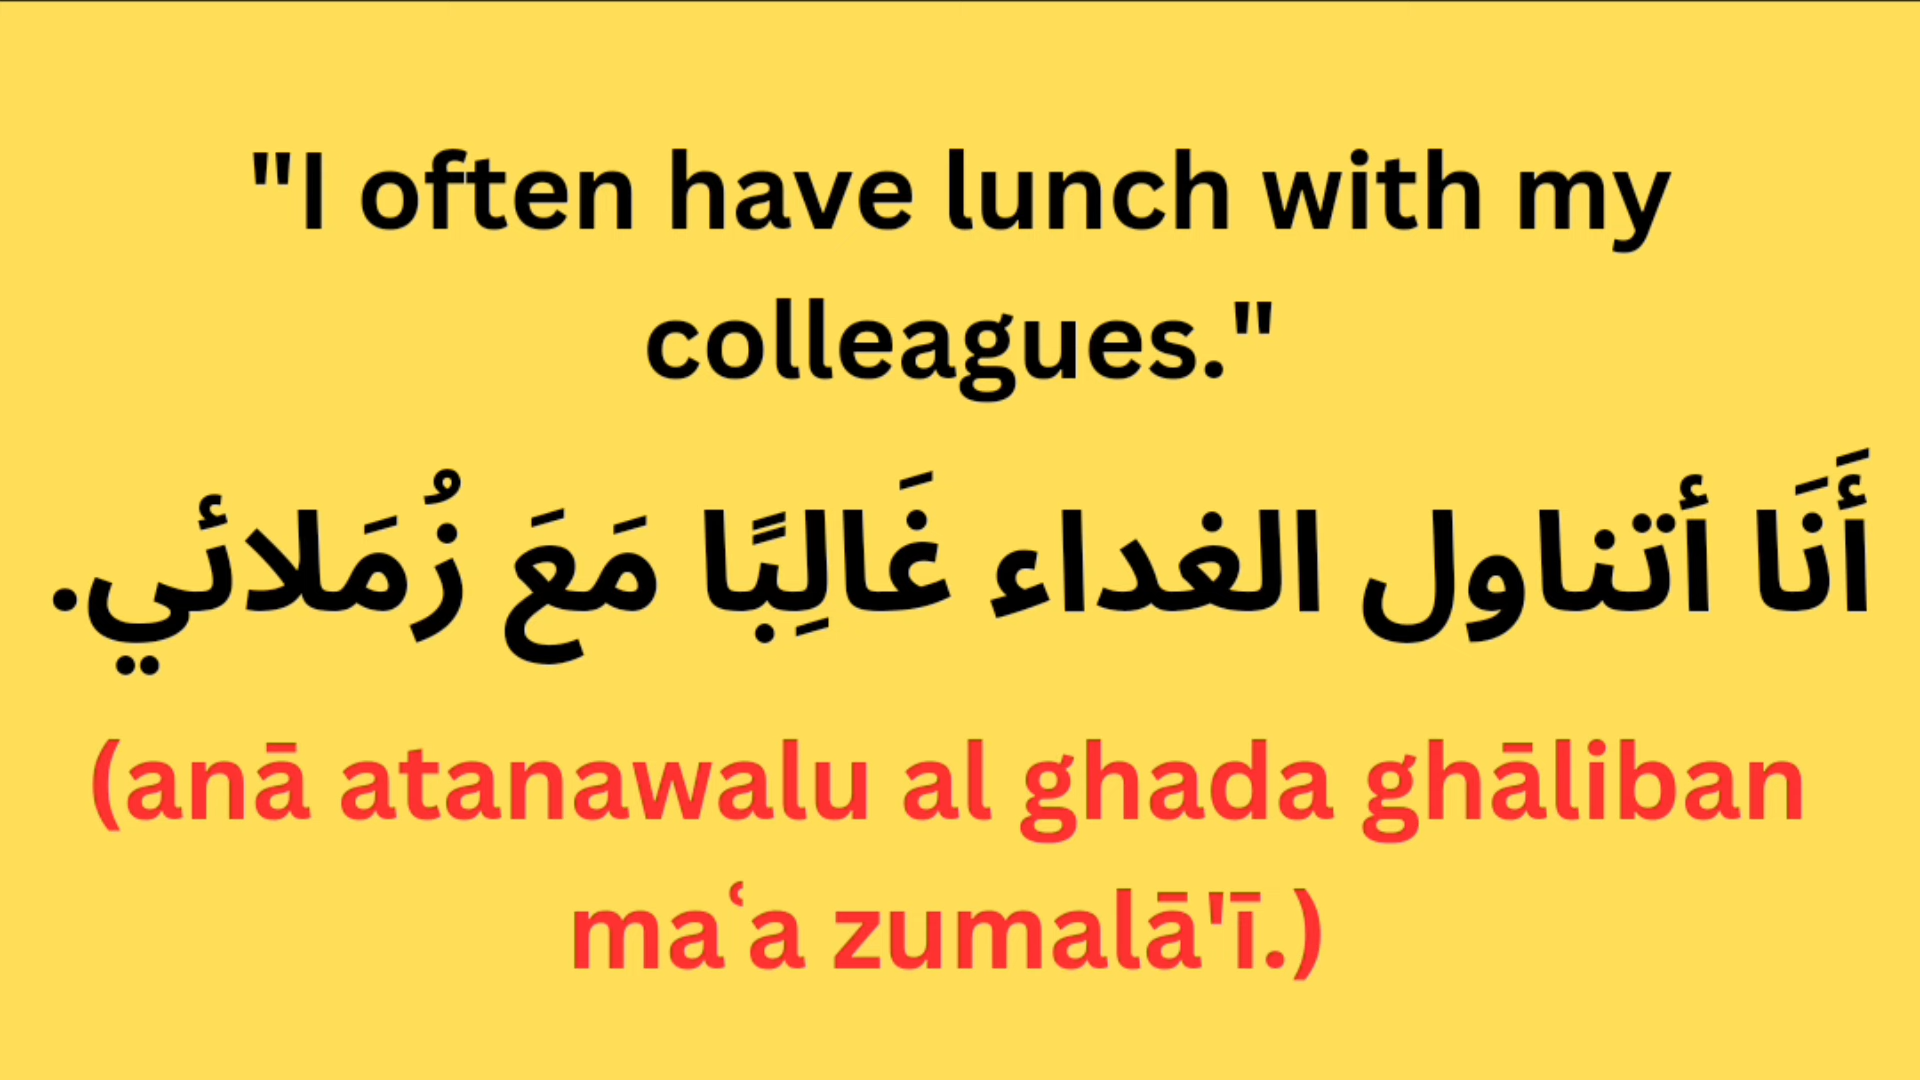 "I often have lunch with my
colleagues."
أَنَا أتناول الغداء غَالِبًا مَعَ زُمَلائي.
(anā atanawalu al ghada ghāliban
maʿa zumalā'ī.)